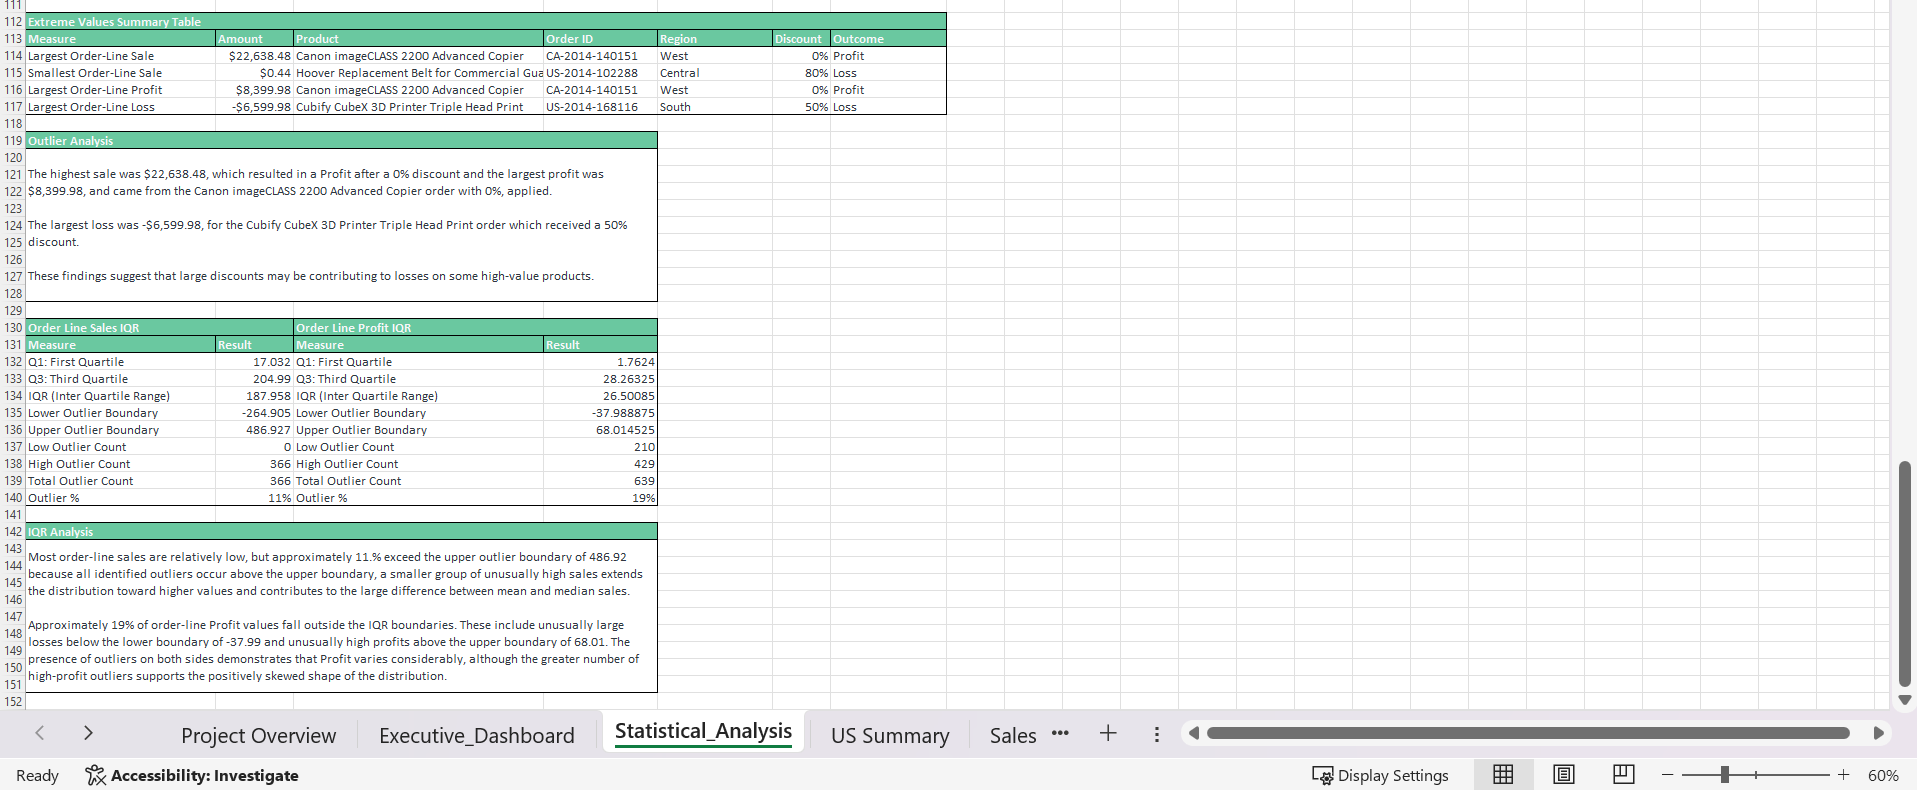 111
112 Extreme Values Summary Table
113 Measure Amount Product Order ID Region Discount Outcome
114 Largest Order-Line Sale $22,638.48 Canon imageCLASS 2200 Advanced Copier CA-2014-140151 West 0% Profit
115 Smallest Order-Line Sale $0.44 Hoover Replacement Belt for Commercial Gua US-2014-102288 Central 80% Loss
116 Largest Order-Line Profit $8,399.98 Canon imageCLASS 2200 Advanced Copier CA-2014-140151 West 0% Profit
117 Largest Order-Line Loss -$6,599.98 Cubify CubeX 3D Printer Triple Head Print US-2014-168116 South 50% Loss
118
119 Outlier Analysis
120
121 The highest sale was $22,638.48, which resulted in a Profit after a 0% discount and the largest profit was
122 $8,399.98, and came from the Canon imageCLASS 2200 Advanced Copier order with 0%, applied.
123
124 The largest loss was -$6,599.98, for the Cubify CubeX 3D Printer Triple Head Print order which received a 50%
125 discount.
126
127 These findings suggest that large discounts may be contributing to losses on some high-value products.
128
129
130 Order Line Sales IQR Order Line Profit IQR
131 Measure Result Measure Result
132 Q1: First Quartile 17.032 Q1: First Quartile 1.7624
133 Q3: Third Quartile 204.99 Q3: Third Quartile 28.26325
134 IQR (Inter Quartile Range) 187.958 IQR (Inter Quartile Range) 26.50085
135 Lower Outlier Boundary -264.905 Lower Outlier Boundary -37.988875
136 Upper Outlier Boundary 486.927 Upper Outlier Boundary 68.014525
137 Low Outlier Count 0 Low Outlier Count 210
138 High Outlier Count 366 High Outlier Count 429
139 Total Outlier Count 366 Total Outlier Count 639
140 Outlier % 11% Outlier % 19%
141
142 IQR Analysis
143
144 Most order-line sales are relatively low, but approximately 11.% exceed the upper outlier boundary of 486.92
145 because all identified outliers occur above the upper boundary, a smaller group of unusually high sales extends
146 the distribution toward higher values and contributes to the large difference between mean and median sales.
147
148 Approximately 19% of order-line Profit values fall outside the IQR boundaries. These include unusually large
149 losses below the lower boundary of -37.99 and unusually high profits above the upper boundary of 68.01. The
150 presence of outliers on both sides demonstrates that Profit varies considerably, although the greater number of
151 high-profit outliers supports the positively skewed shape of the distribution.
152
Project Overview Executive_Dashboard Statistical_Analysis US Summary Sales ••• +
Ready Accessibility: Investigate Display Settings − + 60%